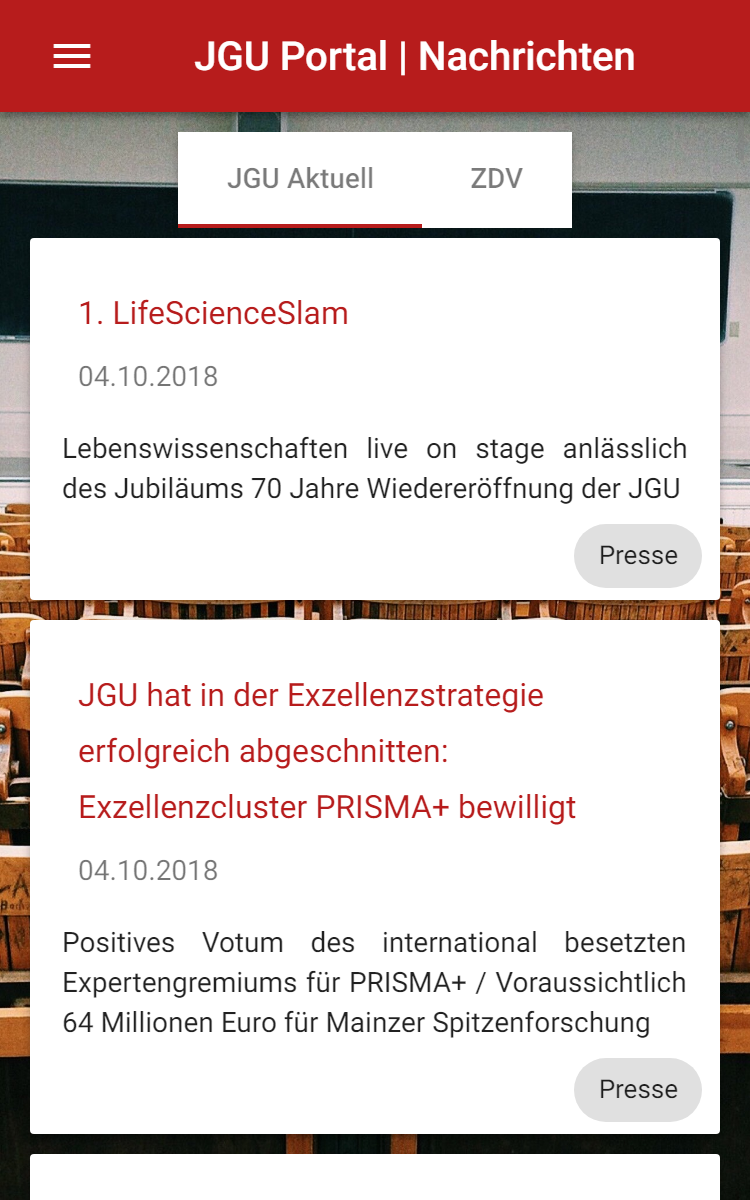 JGU Portal | Nachrichten
JGU Aktuell
ZDV
1. LifeScienceSlam
04.10.2018
Lebenswissenschaften live on stage anlässlich
des Jubiläums 70 Jahre Wiedereröffnung der JGU
Presse
JGU hat in der Exzellenzstrategie
erfolgreich abgeschnitten:
Exzellenzcluster PRISMA+ bewilligt
04.10.2018
Positives Votum des international besetzten
Expertengremiums für PRISMA+ / Voraussichtlich
64 Millionen Euro für Mainzer Spitzenforschung
Presse